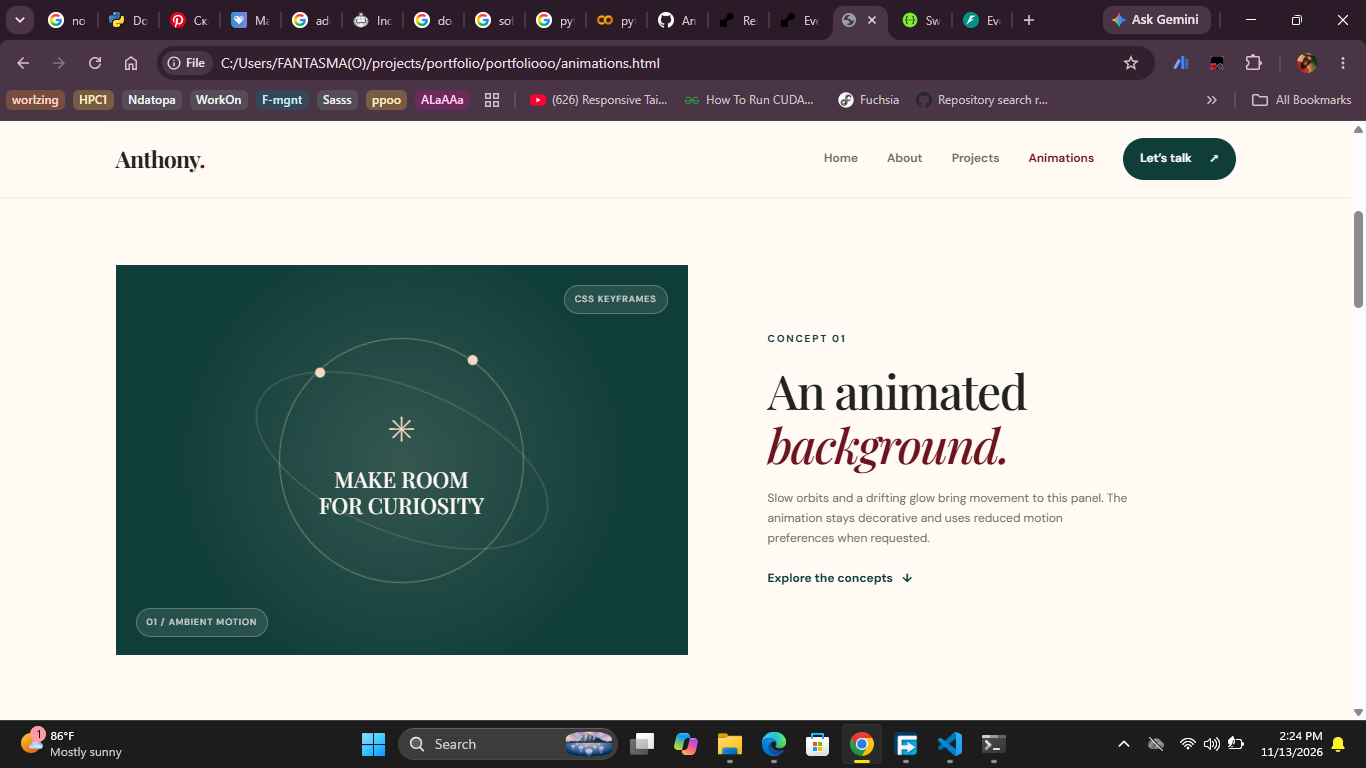 no
Do
Ma
ad
Inc
do
sof
py
py
An
Re
Eve
Sw
Eve
Ask Gemini
File
C:/Users/FANTASMA(O)/projects/portfolio/portfoliooo/animations.html
worlzing
HPC1
Ndatopa
WorkOn
F-mgnt
Sasss
ppoo
ALaAAa
(626) Responsive Tai...
How To Run CUDA...
Fuchsia
Repository search r...
»
All Bookmarks
Anthony.
Home
About
Projects
Animations
Let's talk ↗
CSS KEYFRAMES
MAKE ROOM
FOR CURIOSITY
01 / AMBIENT MOTION
CONCEPT 01
An animated
background.
Slow orbits and a drifting glow bring movement to this panel. The
animation stays decorative and uses reduced motion
preferences when requested.
Explore the concepts ↓
1
86°F
Mostly sunny
Search
2:24 PM
11/13/2026